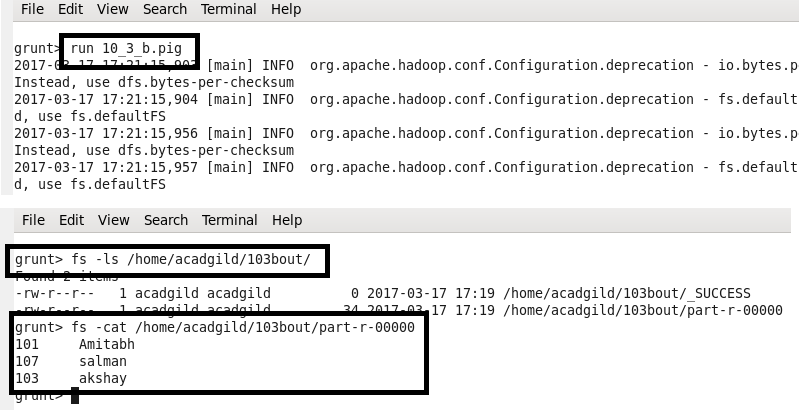 File Edit View Search Terminal Help
grunt> run 10_3_b.pig
2017-03-17 17:21:15,903 [main] INFO org.apache.hadoop.conf.Configuration.deprecation - io.bytes.p
Instead, use dfs.bytes-per-checksum
2017-03-17 17:21:15,904 [main] INFO org.apache.hadoop.conf.Configuration.deprecation - fs.default
d, use fs.defaultFS
2017-03-17 17:21:15,956 [main] INFO org.apache.hadoop.conf.Configuration.deprecation - io.bytes.p
Instead, use dfs.bytes-per-checksum
2017-03-17 17:21:15,957 [main] INFO org.apache.hadoop.conf.Configuration.deprecation - fs.default
d, use fs.defaultFS
File Edit View Search Terminal Help
grunt> fs -ls /home/acadgild/103bout/
Found 2 items
-rw-r--r-- 1 acadgild acadgild 0 2017-03-17 17:19 /home/acadgild/103bout/_SUCCESS
-rw-r--r-- 1 acadgild acadgild 34 2017-03-17 17:19 /home/acadgild/103bout/part-r-00000
grunt> fs -cat /home/acadgild/103bout/part-r-00000
101 Amitabh
107 salman
103 akshay
grunt>